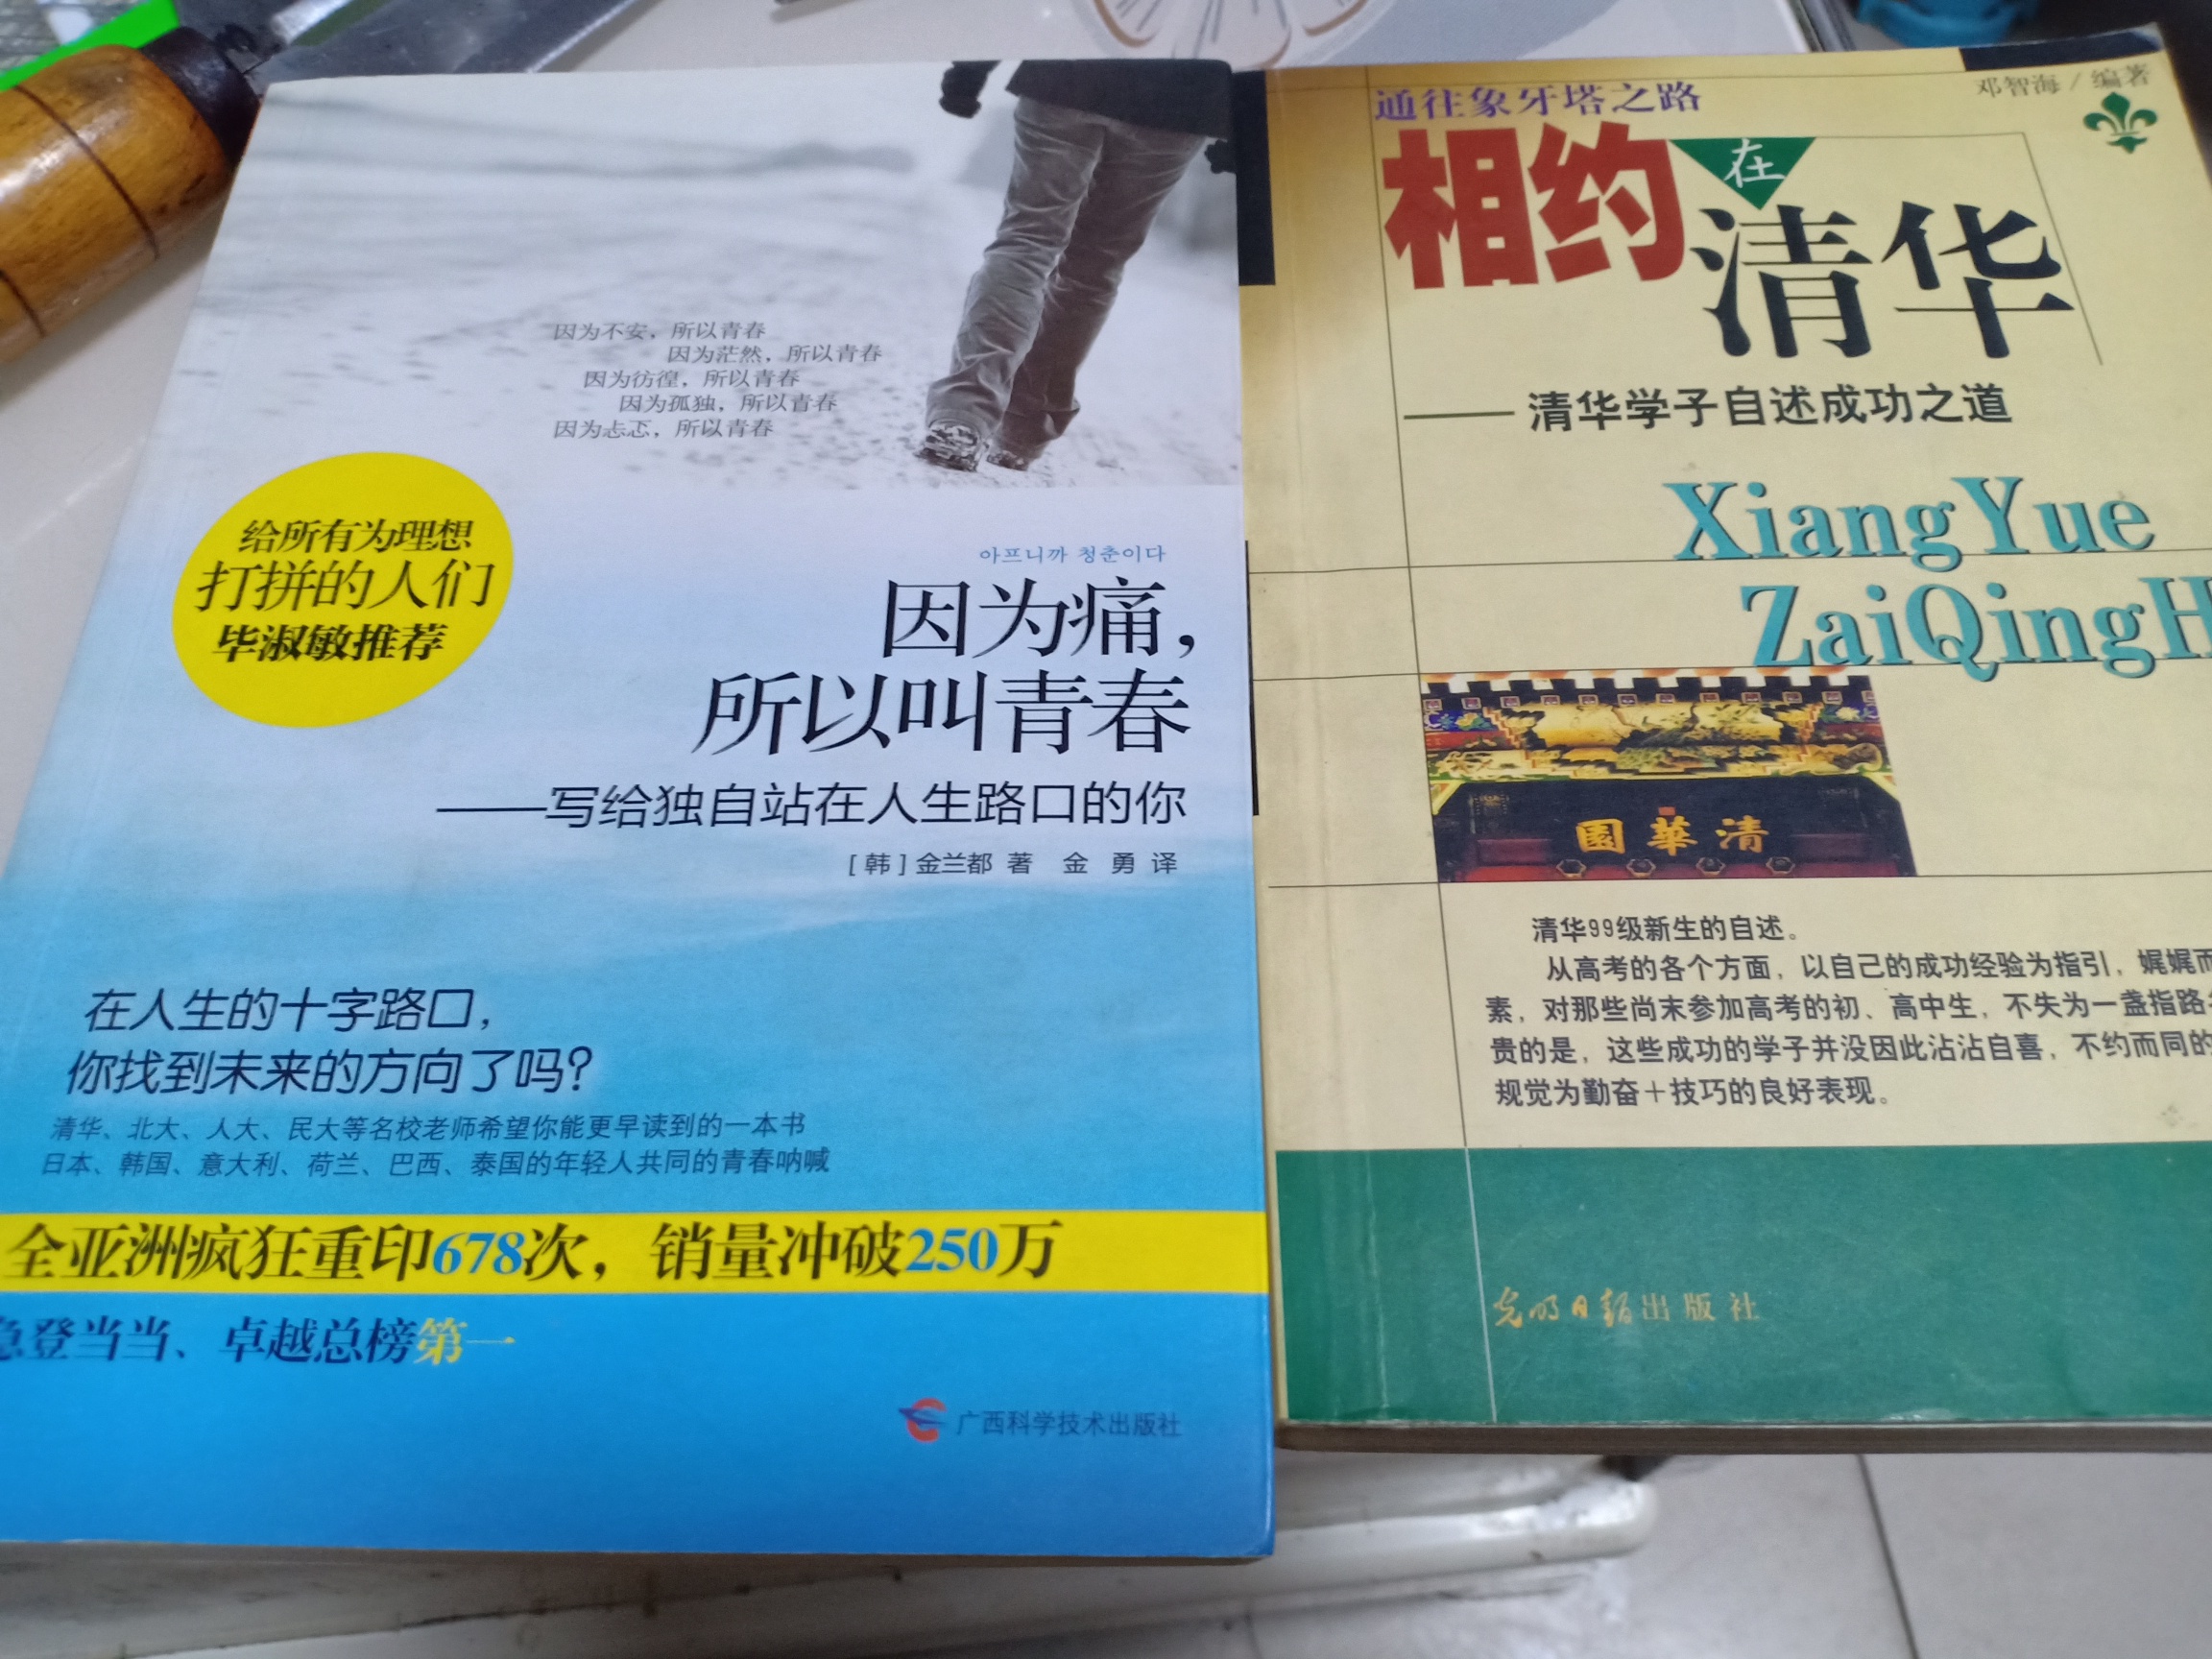 因为不安，所以青春
因为茫然，所以青春
因为彷徨，所以青春
因为孤独，所以青春
因为忐忑，所以青春
给所有为理想
打拼的人们
毕淑敏推荐
아프니까 청춘이다
因为痛，
所以叫青春
——写给独自站在人生路口的你
[韩]金兰都 著 金 勇 译
在人生的十字路口，
你找到未来的方向了吗？
清华、北大、人大、民大等名校老师希望你能更早读到的一本书
日本、韩国、意大利、荷兰、巴西、泰国的年轻人共同的青春呐喊
全亚洲疯狂重印678次，销量冲破250万
登当当、卓越总榜第一
广西科学技术出版社
邓智海／编著
通往象牙塔之路
相约在清华
——清华学子自述成功之道
XiangYue
ZaiQingH
園華清
清华99级新生的自述。
从高考的各个方面，以自己的成功经验为指引，娓娓而
素，对那些尚末参加高考的初、高中生，不失为一盏指路
贵的是，这些成功的学子并没因此沾沾自喜，不约而同的
规觉为勤奋＋技巧的良好表现。
光明日报出版社